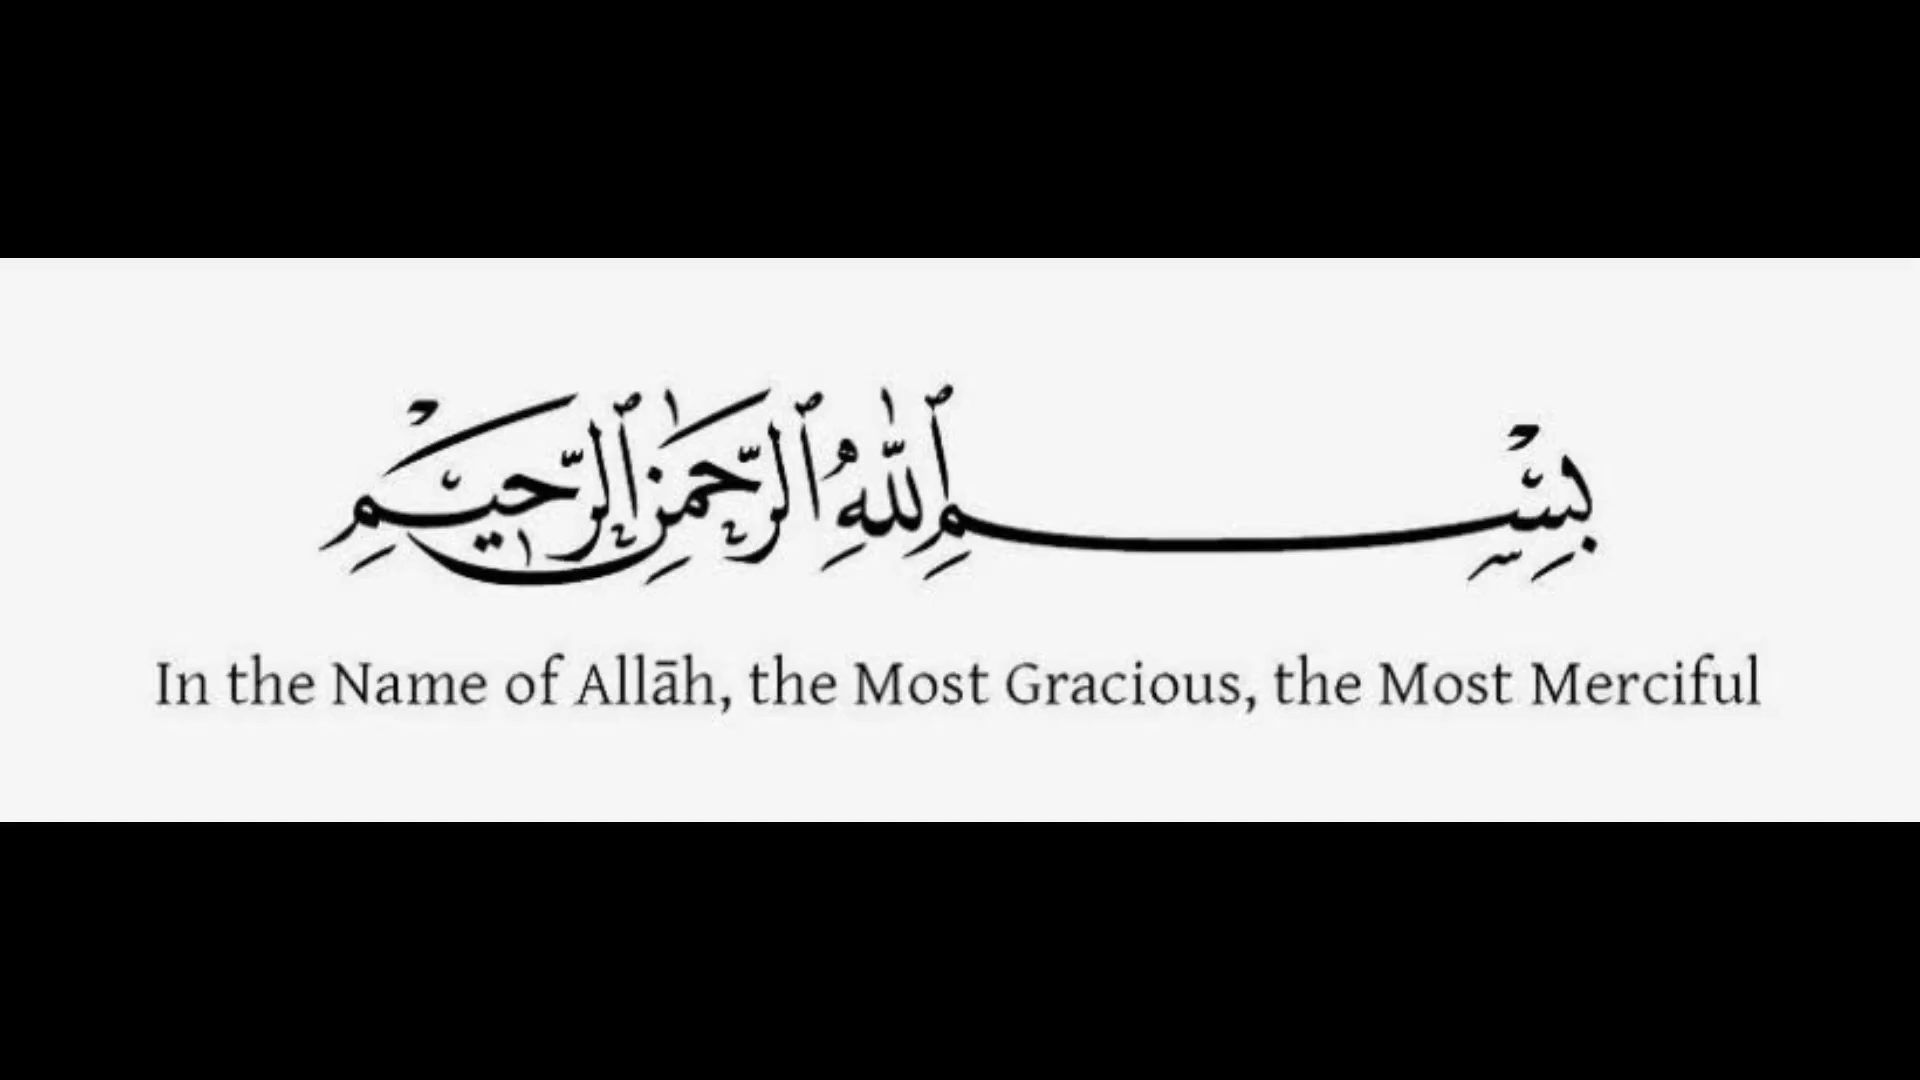 بِسْمِ ٱللَّٰهِ ٱلرَّحْمَٰنِ ٱلرَّحِيمِ
In the Name of Allāh, the Most Gracious, the Most Merciful